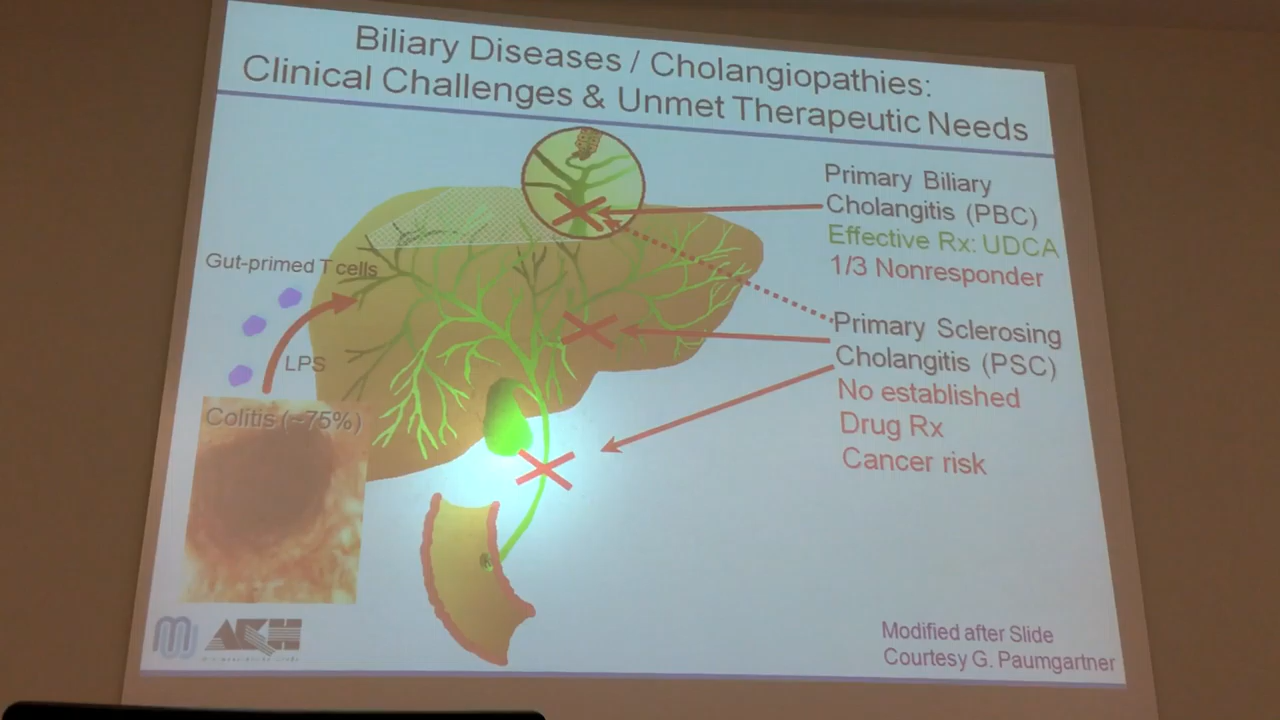 Biliary Diseases / Cholangiopathies:
Clinical Challenges & Unmet Therapeutic Needs
Primary Biliary
Cholangitis (PBC)
Effective Rx: UDCA
1/3 Nonresponder
Gut-primed T cells
LPS
Colitis (~75%)
Primary Sclerosing
Cholangitis (PSC)
No established
Drug Rx
Cancer risk
AKH
Modified after Slide
Courtesy G. Paumgartner